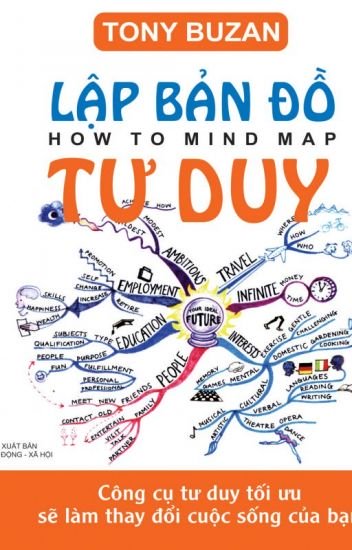 TONY BUZAN
LẬP BẢN ĐỒ
HOW TO MIND MAP
TƯ DUY
ACHIEVE HOW
MODEST
WILDEST
AMBITIONS
TRAVEL
WHERE
HOW
WHO
PROMOTION
SELF
CHANGE
INCREASE
RETIRE
EMPLOYMENT
SKILLS
HAPPINESS
WEALTH
INFINITE
MONEY
TIME
YOUR IDEAL
FUTURE
EDUCATION
SUBJECTS
TYPE
QUALIFICATION
PEOPLE
PURPOSE
FUN
FULFILLMENT
PERSONAL
PROFESSIONAL
INTERESTS
EXERCISE
GENTLE
CHALLENGING
DOMESTIC
GARDENING
COOKING
PEOPLE
MEET NEW
FRIENDS
CONTACT OLD
FAMILY
ENTERTAIN
VISIT
TALK
PARTNER
MEMORY
GAMES
MENTAL
LANGUAGES
READING
WRITING
VERBAL
CULTURAL
MUSICAL
ARTISTIC
THEATRE
OPERA
DANCE
XUẤT BẢN
ĐỘNG - XÃ HỘI
Công cụ tư duy tối ưu
sẽ làm thay đổi cuộc sống của bạn